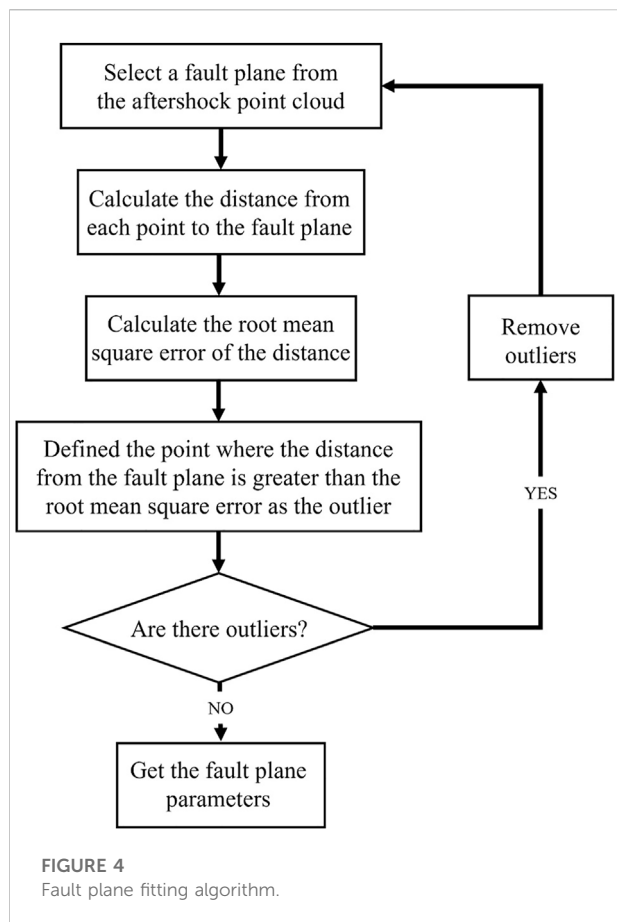 Select a fault plane from
the aftershock point cloud
Calculate the distance from
each point to the fault plane
Calculate the root mean
square error of the distance
Remove
outliers
Defined the point where the distance
from the fault plane is greater than the
root mean square error as the outlier
YES
Are there outliers?
NO
Get the fault plane
parameters
FIGURE 4
Fault plane fitting algorithm.